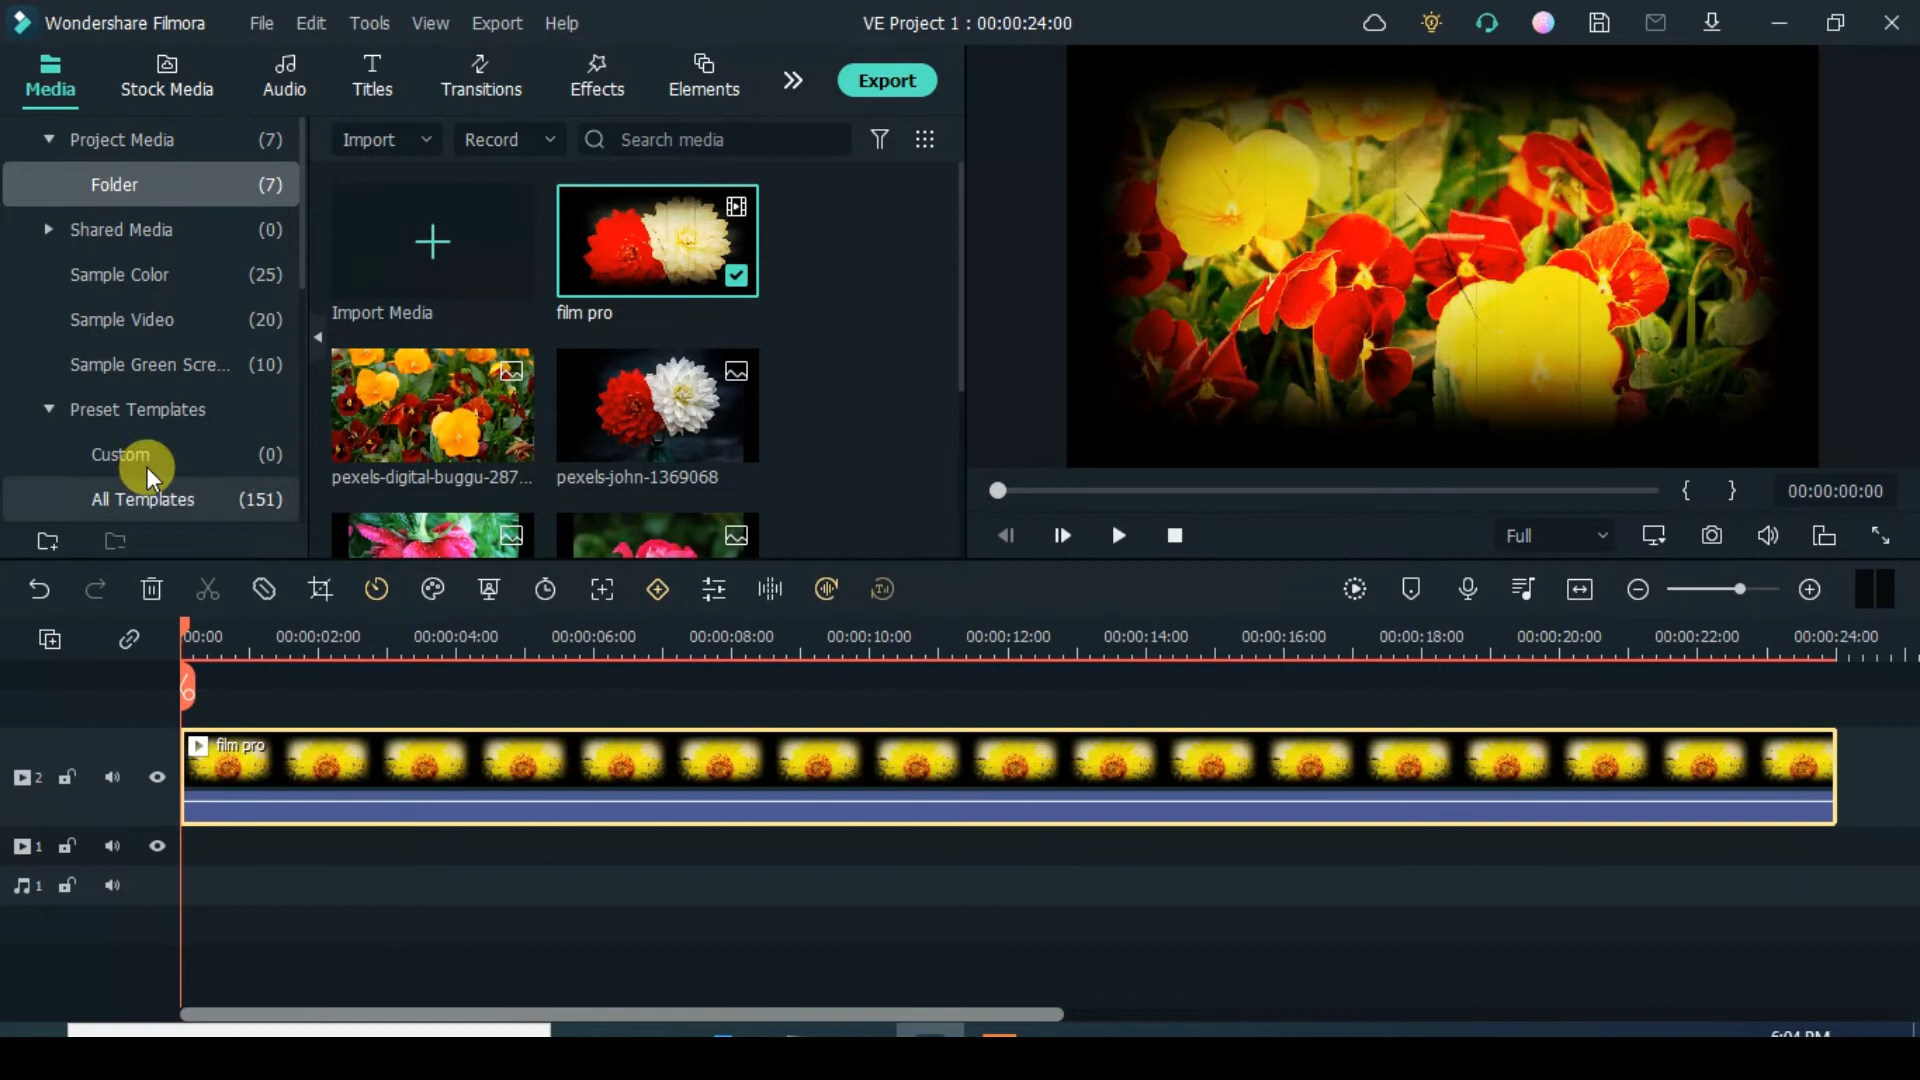 Wondershare Filmora File Edit Tools View Export Help VE Project 1 : 00:00:24:00
Media Stock Media Audio Titles Transitions Effects Elements Export
Project Media (7) Import Record Search media
Folder (7)
Shared Media (0)
Sample Color (25)
Sample Video (20)
Sample Green Scre... (10)
Preset Templates
Custom (0)
All Templates (151)
Import Media film pro
pexels-digital-buggu-287... pexels-john-1369068
{ } 00:00:00:00
Full
00:00 00:00:02:00 00:00:04:00 00:00:06:00 00:00:08:00 00:00:10:00 00:00:12:00 00:00:14:00 00:00:16:00 00:00:18:00 00:00:20:00 00:00:22:00 00:00:24:00
film pro
2
1
1
6:04 PM